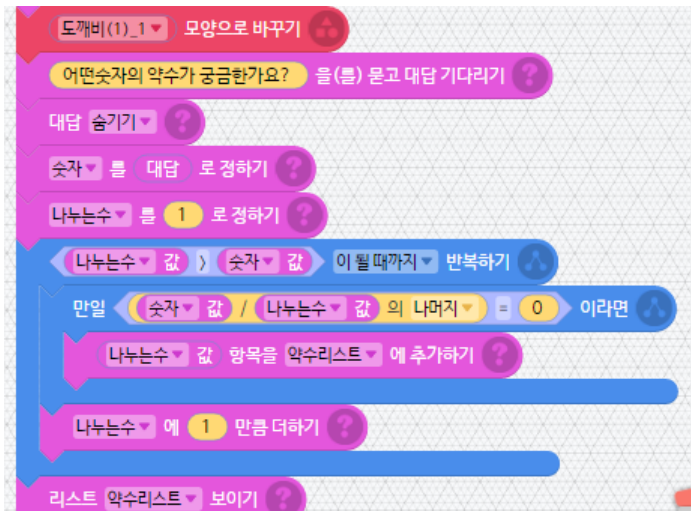 도깨비(1)_1 모양으로 바꾸기
어떤숫자의 약수가 궁금한가요? 을(를) 묻고 대답 기다리기 ?
대답 숨기기 ?
숫자 를 대답 로 정하기 ?
나누는수 를 1 로 정하기 ?
나누는수 값 > 숫자 값 이 될 때까지 반복하기
만일 숫자 값 / 나누는수 값 의 나머지 = 0 이라면
나누는수 값 항목을 약수리스트 에 추가하기 ?
나누는수 에 1 만큼 더하기 ?
리스트 약수리스트 보이기 ?